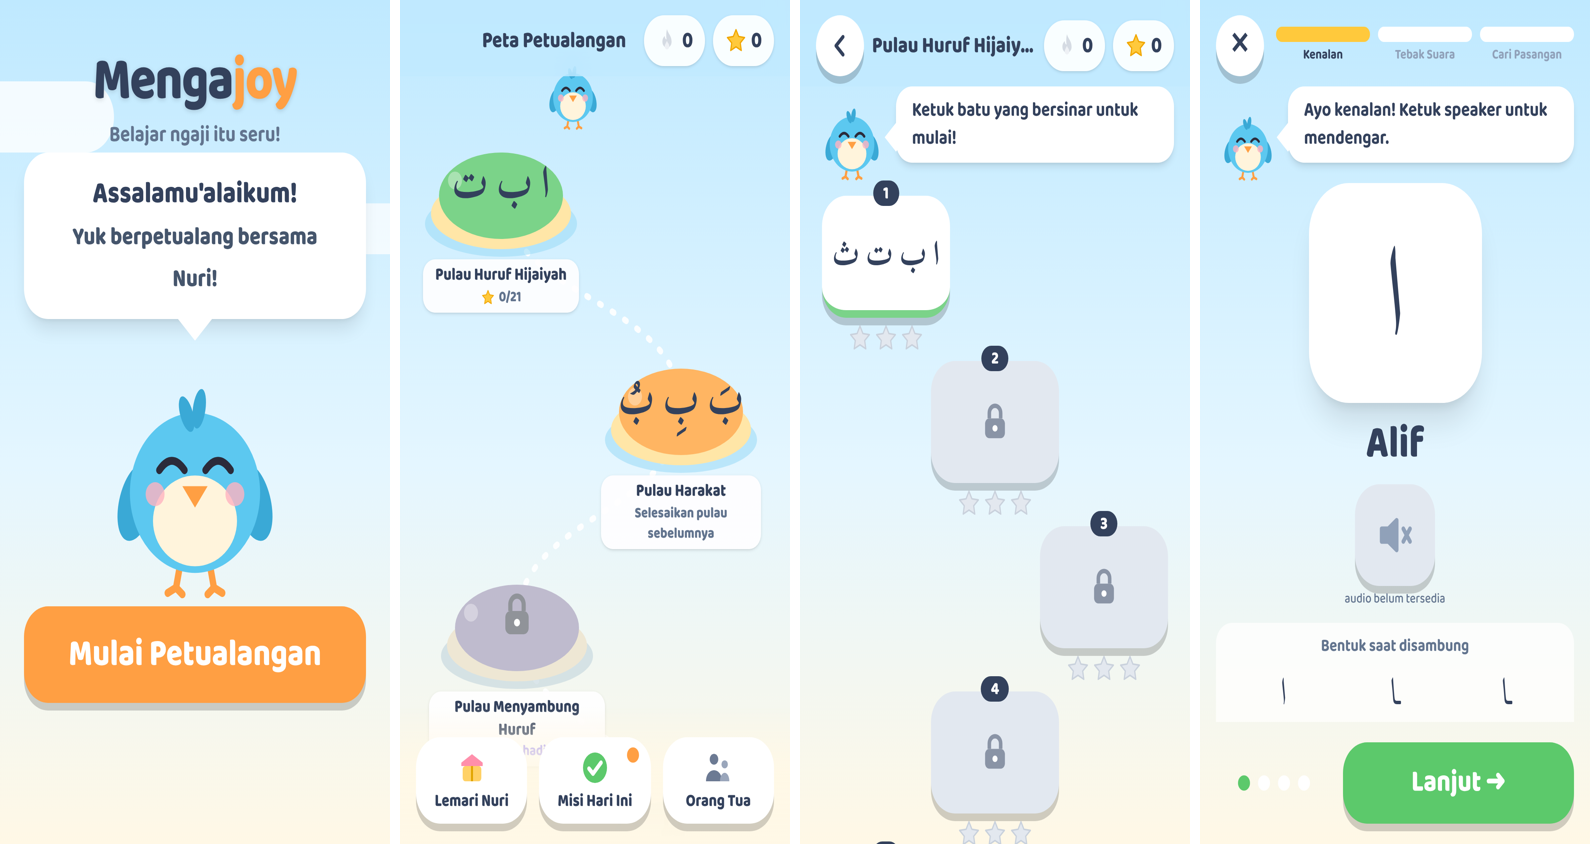 Mengajoy
Belajar ngaji itu seru!
Assalamu'alaikum!
Yuk berpetualang bersama
Nuri!
Mulai Petualangan
Peta Petualangan
0
0
ا ب ت
Pulau Huruf Hijaiyah
0/21
بَ بِ بُ
Pulau Harakat
Selesaikan pulau
sebelumnya
Pulau Menyambung
Huruf
Lemari Nuri
Misi Hari Ini
Orang Tua
Pulau Huruf Hijaiy...
0
0
Ketuk batu yang bersinar untuk
mulai!
1
ا ب ت ث
2
3
4
Kenalan
Tebak Suara
Cari Pasangan
Ayo kenalan! Ketuk speaker untuk
mendengar.
ا
Alif
audio belum tersedia
Bentuk saat disambung
ا
ـا
ـا
Lanjut →